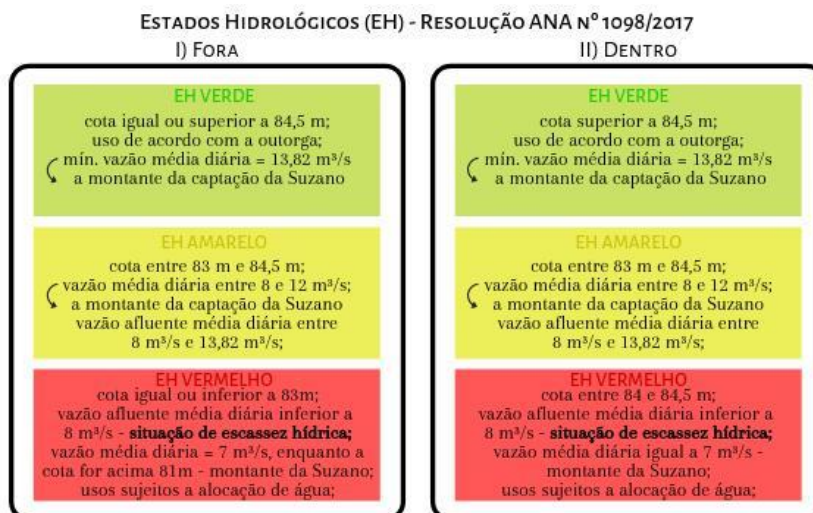 ESTADOS HIDROLÓGICOS (EH) - RESOLUÇÃO ANA Nº 1098/2017
I) FORA
EH VERDE
cota igual ou superior a 84,5 m;
uso de acordo com a outorga;
mín. vazão média diária = 13,82 m³/s
a montante da captação da Suzano
EH AMARELO
cota entre 83 m e 84,5 m;
vazão média diária entre 8 e 12 m³/s;
a montante da captação da Suzano
vazão afluente média diária entre
8 m³/s e 13,82 m³/s;
EH VERMELHO
cota igual ou inferior a 83m;
vazão afluente média diária inferior a
8 m³/s - situação de escassez hídrica;
vazão média diária = 7 m³/s, enquanto a
cota for acima 81m - montante da Suzano;
usos sujeitos a alocação de água;
II) DENTRO
EH VERDE
cota superior a 84,5 m;
uso de acordo com a outorga;
mín. vazão média diária = 13,82 m³/s
a montante da captação da Suzano
EH AMARELO
cota entre 83 m e 84,5 m;
vazão média diária entre 8 e 12 m³/s;
a montante da captação da Suzano
vazão afluente média diária entre
8 m³/s e 13,82 m³/s;
EH VERMELHO
cota entre 84 e 84,5 m;
vazão afluente média diária inferior a
8 m³/s - situação de escassez hídrica;
vazão média diária igual a 7 m³/s -
montante da Suzano;
usos sujeitos a alocação de água;